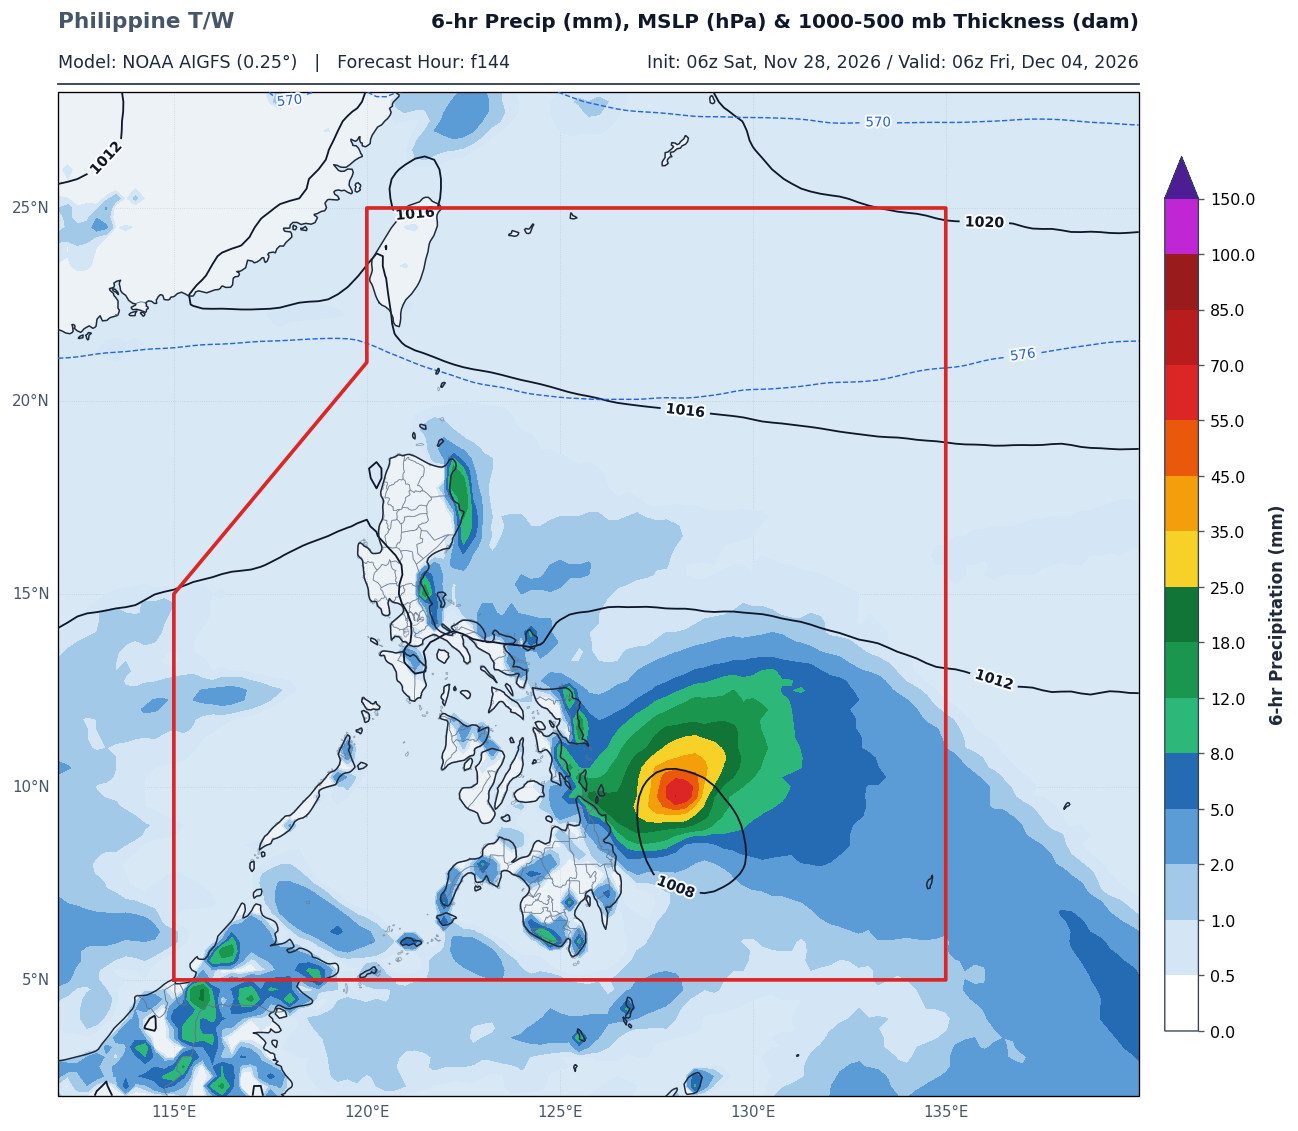 Philippine T/W
6-hr Precip (mm), MSLP (hPa) & 1000-500 mb Thickness (dam)
Model: NOAA AIGFS (0.25°) | Forecast Hour: f144
Init: 06z Sat, Nov 28, 2026 / Valid: 06z Fri, Dec 04, 2026
570
570
1012
1016
1020
576
1016
1012
1008
25°N
20°N
15°N
10°N
5°N
115°E
120°E
125°E
130°E
135°E
150.0
100.0
85.0
70.0
55.0
45.0
35.0
25.0
18.0
12.0
8.0
5.0
2.0
1.0
0.5
0.0
6-hr Precipitation (mm)